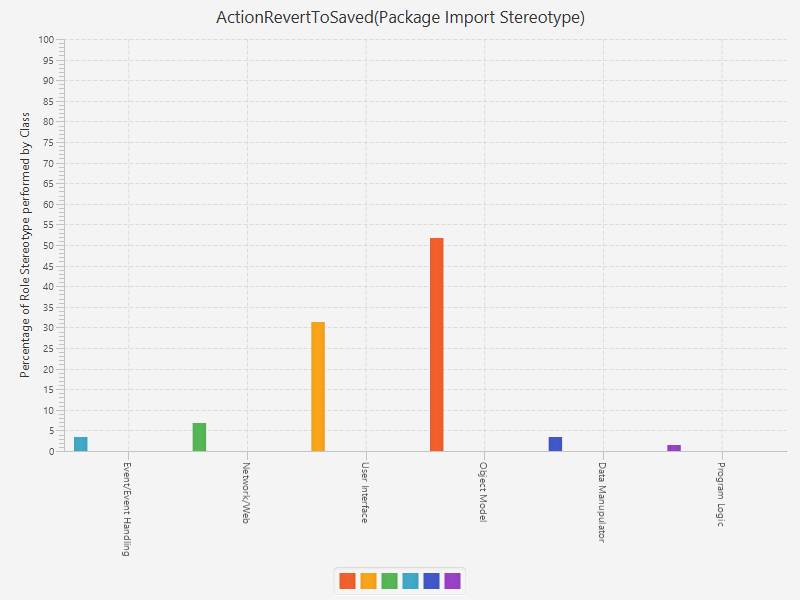 ActionRevertToSaved(Package Import Stereotype)
Percentage of Role Stereotype performed by Class
100
95
90
85
80
75
70
65
60
55
50
45
40
35
30
25
20
15
10
5
0
Event/Event Handling
Network/Web
User Interface
Object Model
Data Manupulator
Program Logic